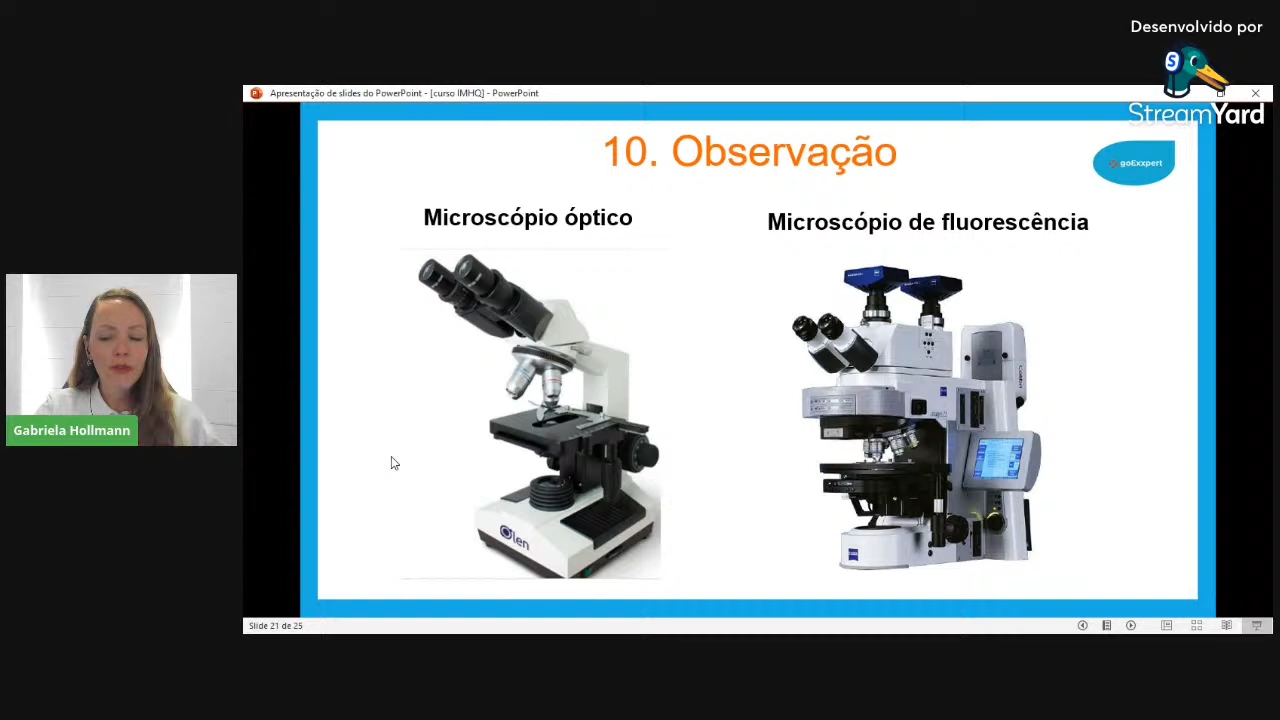 Desenvolvido por
StreamYard
Apresentação de slides do PowerPoint - [curso IMHQ] - PowerPoint
10. Observação
goExxpert
Microscópio óptico
Microscópio de fluorescência
Olen
Gabriela Hollmann
Slide 21 de 25